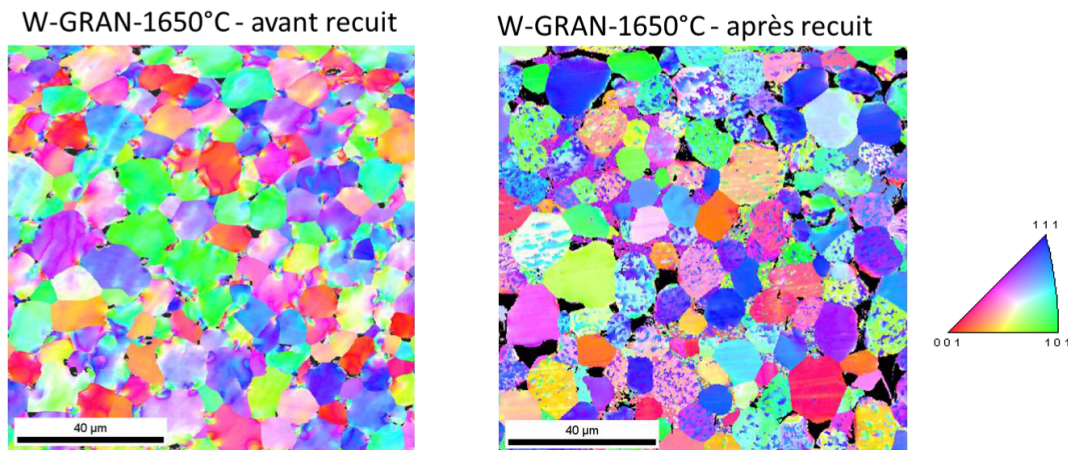 W-GRAN-1650°C - avant recuit
W-GRAN-1650°C - après recuit
40 µm
40 µm
1 1 1
0 0 1
1 0 1